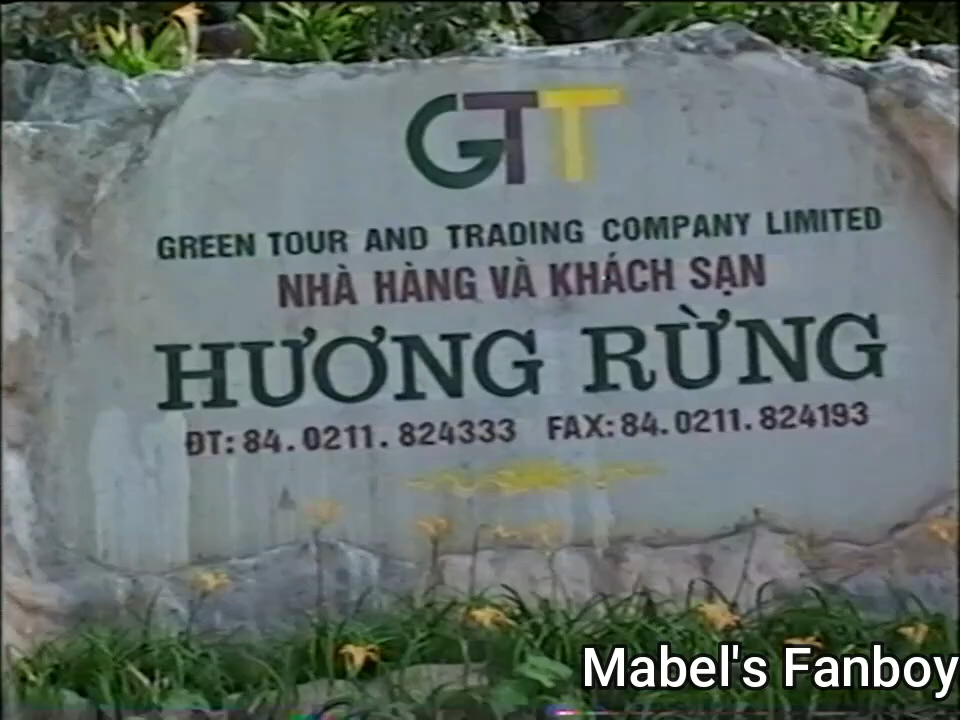 GTT
GREEN TOUR AND TRADING COMPANY LIMITED
NHÀ HÀNG VÀ KHÁCH SẠN
HƯƠNG RỪNG
ĐT: 84. 0211. 824333 FAX: 84. 0211. 824193
Mabel's Fanboy